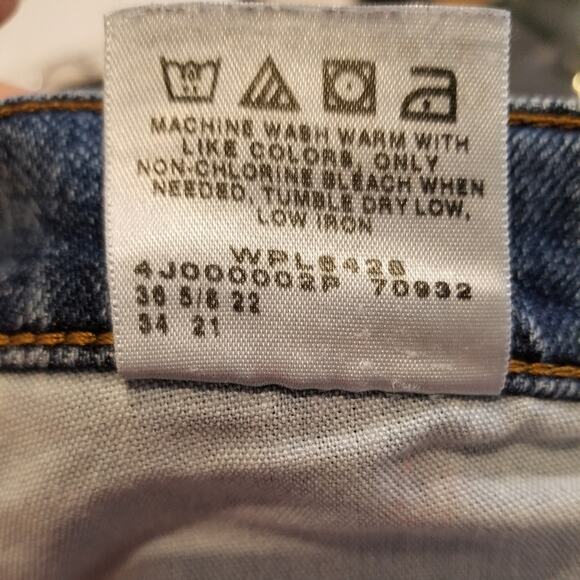 MACHINE WASH WARM WITH
LIKE COLORS, ONLY
NON-CHLORINE BLEACH WHEN
NEEDED, TUMBLE DRY LOW,
LOW IRON
WPL8428
4J000002P 70932
36 5/8 22
34 21